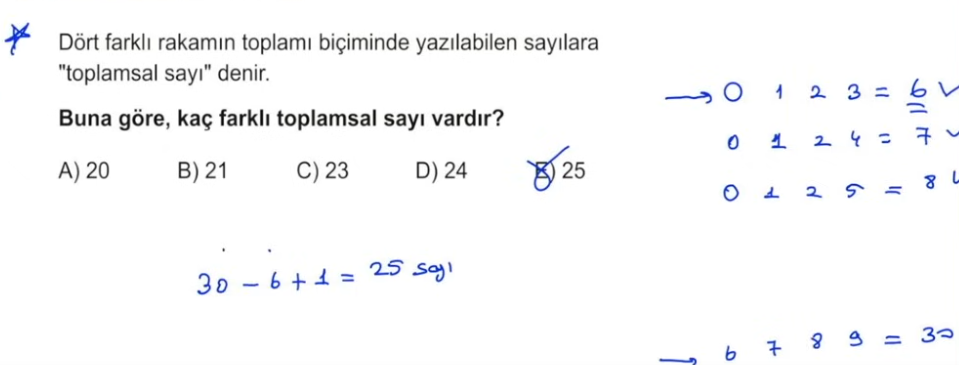 Dört farklı rakamın toplamı biçiminde yazılabilen sayılara
"toplamsal sayı" denir.
Buna göre, kaç farklı toplamsal sayı vardır?
A) 20 B) 21 C) 23 D) 24 E) 25
→ 0 1 2 3 = 6 ✓
0 1 2 4 = 7 ✓
0 1 2 5 = 8
30 - 6 + 1 = 25 sayı
→ 6 7 8 9 = 30